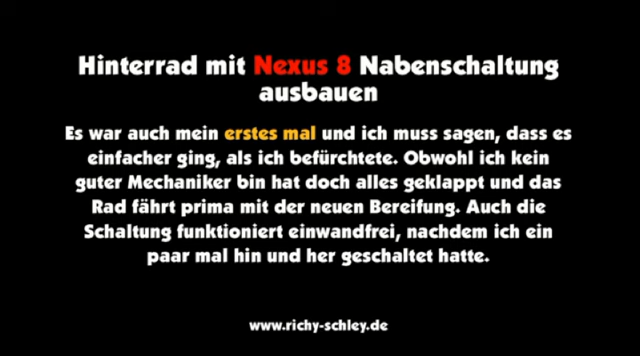 Hinterrad mit Nexus 8 Nabenschaltung
ausbauen
Es war auch mein erstes mal und ich muss sagen, dass es
einfacher ging, als ich befürchtete. Obwohl ich kein
guter Mechaniker bin hat doch alles geklappt und das
Rad fährt prima mit der neuen Bereifung. Auch die
Schaltung funktioniert einwandfrei, nachdem ich ein
paar mal hin und her geschaltet hatte.
www.richy-schley.de